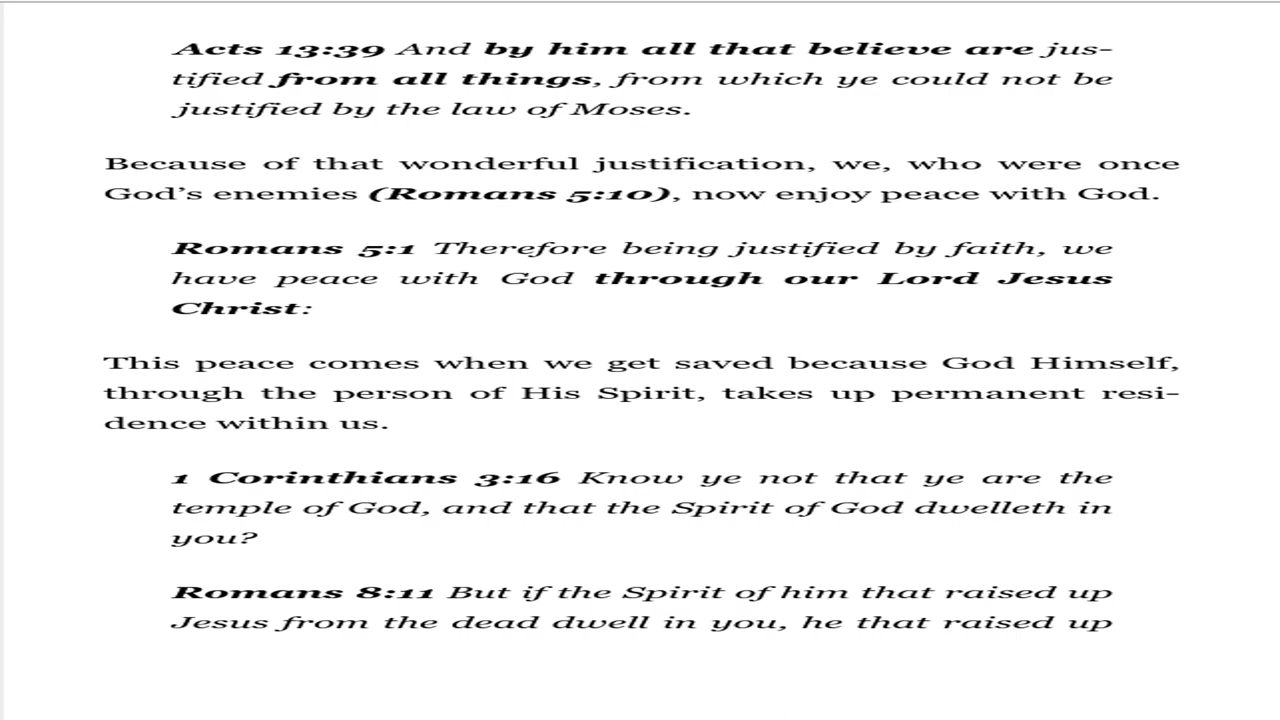 Acts 13:39 And by him all that believe are jus-
tified from all things, from which ye could not be
justified by the law of Moses.
Because of that wonderful justification, we, who were once
God’s enemies (Romans 5:10), now enjoy peace with God.
Romans 5:1 Therefore being justified by faith, we
have peace with God through our Lord Jesus
Christ:
This peace comes when we get saved because God Himself,
through the person of His Spirit, takes up permanent resi-
dence within us.
1 Corinthians 3:16 Know ye not that ye are the
temple of God, and that the Spirit of God dwelleth in
you?
Romans 8:11 But if the Spirit of him that raised up
Jesus from the dead dwell in you, he that raised up